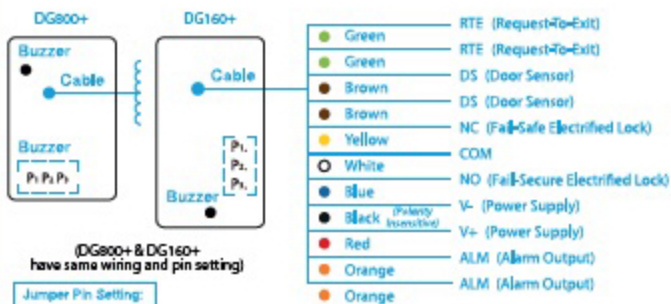 DG800+
DG160+
Buzzer
Cable
Buzzer
P1 P2 P3
Cable
P1.
P2.
P3.
Buzzer
(DG800+ & DG160+
have same wiring and pin setting)
Jumper Pin Setting:
Green RTE (Request-To-Exit)
Green RTE (Request-To-Exit)
Brown DS (Door Sensor)
Brown DS (Door Sensor)
Yellow NC (Fail-Safe Electrified Lock)
White COM
Blue NO (Fail-Secure Electrified Lock)
Black (Polarity Insensitive) V- (Power Supply)
Red V+ (Power Supply)
Orange ALM (Alarm Output)
Orange ALM (Alarm Output)